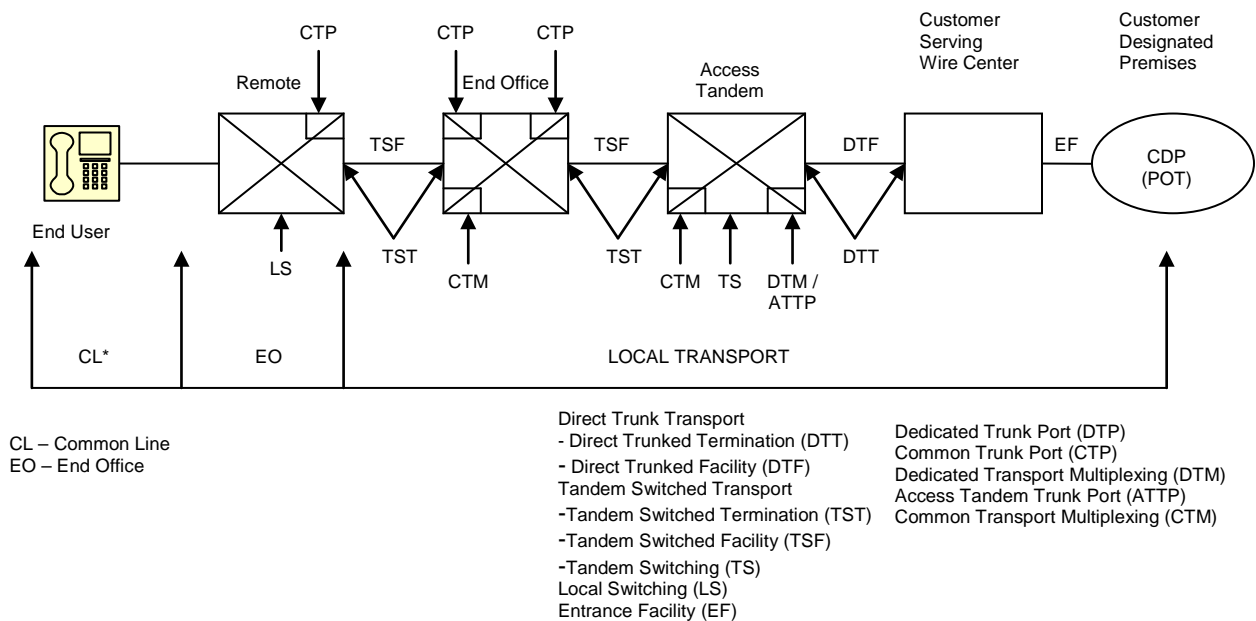 CTP
CTP
CTP
Customer
Serving
Wire Center
Customer
Designated
Premises
Remote
End Office
Access
Tandem
TSF
TSF
DTF
EF
CDP
(POT)
End User
LS
TST
CTM
TST
CTM
TS
DTM /
ATTP
DTT
CL*
EO
LOCAL TRANSPORT
CL – Common Line
EO – End Office
Direct Trunk Transport
- Direct Trunked Termination (DTT)
- Direct Trunked Facility (DTF)
Tandem Switched Transport
-Tandem Switched Termination (TST)
-Tandem Switched Facility (TSF)
-Tandem Switching (TS)
Local Switching (LS)
Entrance Facility (EF)
Dedicated Trunk Port (DTP)
Common Trunk Port (CTP)
Dedicated Transport Multiplexing (DTM)
Access Tandem Trunk Port (ATTP)
Common Transport Multiplexing (CTM)